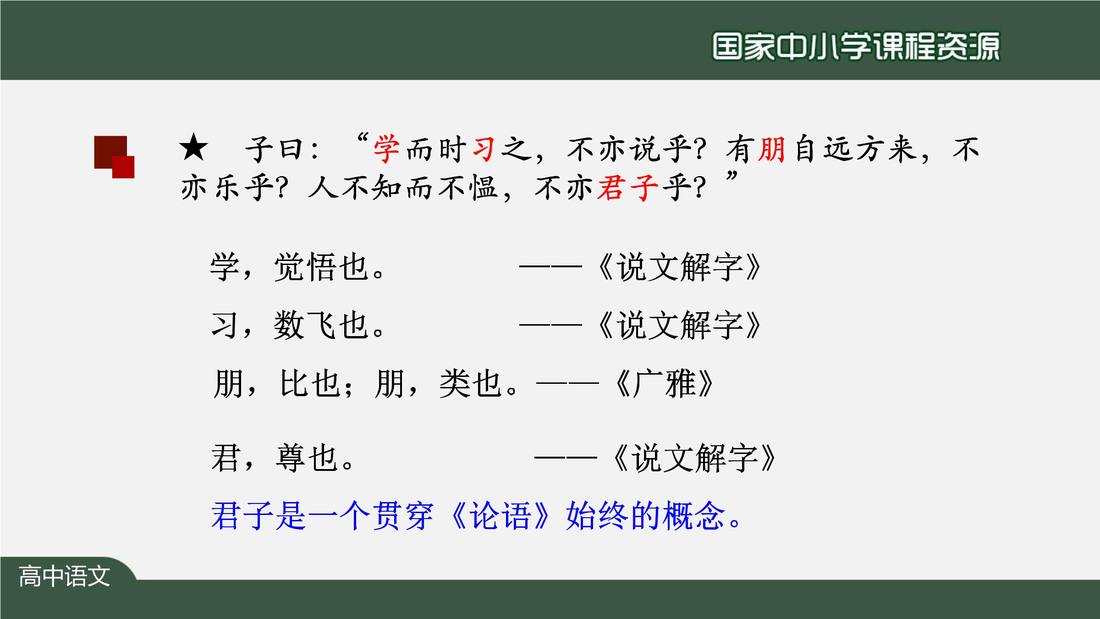 国家中小学课程资源
★ 子曰：“学而时习之，不亦说乎？有朋自远方来，不
亦乐乎？人不知而不愠，不亦君子乎？”
学，觉悟也。 ——《说文解字》
习，数飞也。 ——《说文解字》
朋，比也；朋，类也。——《广雅》
君，尊也。 ——《说文解字》
君子是一个贯穿《论语》始终的概念。
高中语文